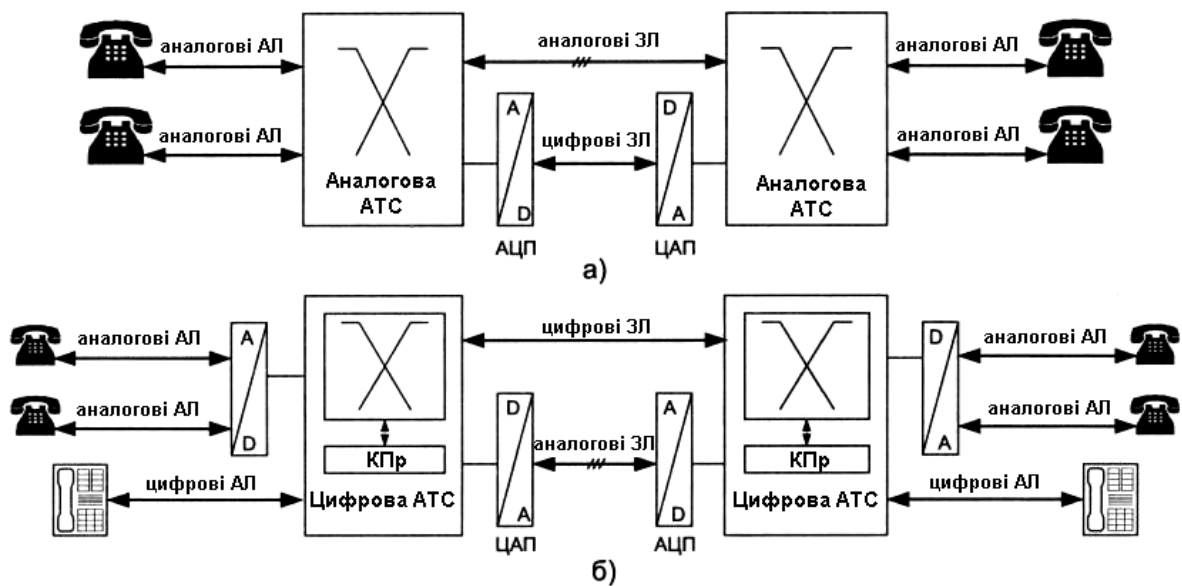 аналогові АЛ
аналогові ЗЛ
аналогові АЛ
A
D
аналогові АЛ
цифрові ЗЛ
аналогові АЛ
Аналогова
АТС
Аналогова
АТС
D
A
АЦП
ЦАП
а)
аналогові АЛ
A
цифрові ЗЛ
D
аналогові АЛ
аналогові АЛ
D
A
аналогові АЛ
D
аналогові ЗЛ
A
КПр
КПр
цифрові АЛ
Цифрова АТС
Цифрова АТС
цифрові АЛ
A
D
ЦАП
АЦП
б)